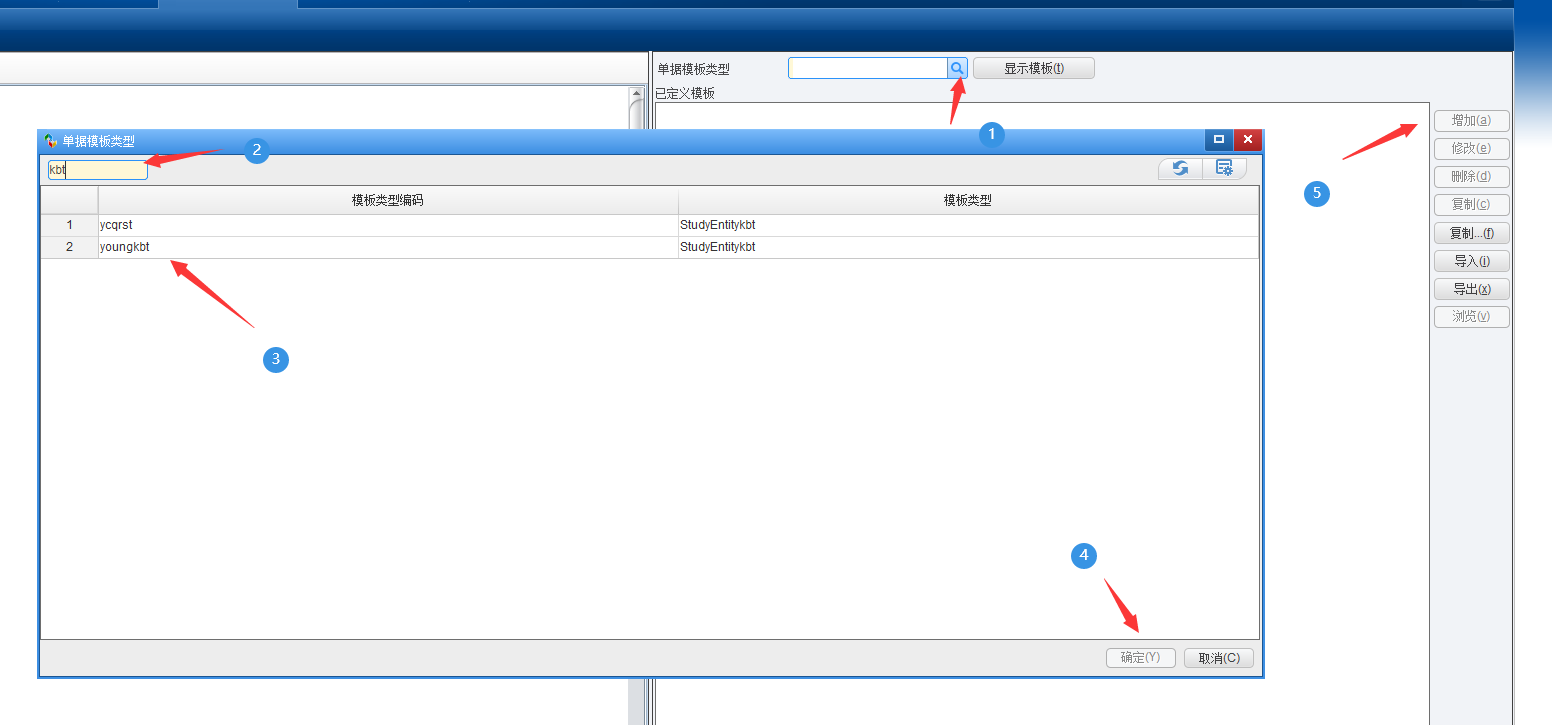 单据模板类型
显示模板(t)
已定义模板
1
增加(a)
修改(e)
删除(d)
复制(c)
复制...(f)
导入(i)
导出(x)
浏览(v)
5
单据模板类型
2
kbt
模板类型编码 模板类型
1 ycqrst StudyEntitykbt
2 youngkbt StudyEntitykbt
3
4
确定(Y) 取消(C)